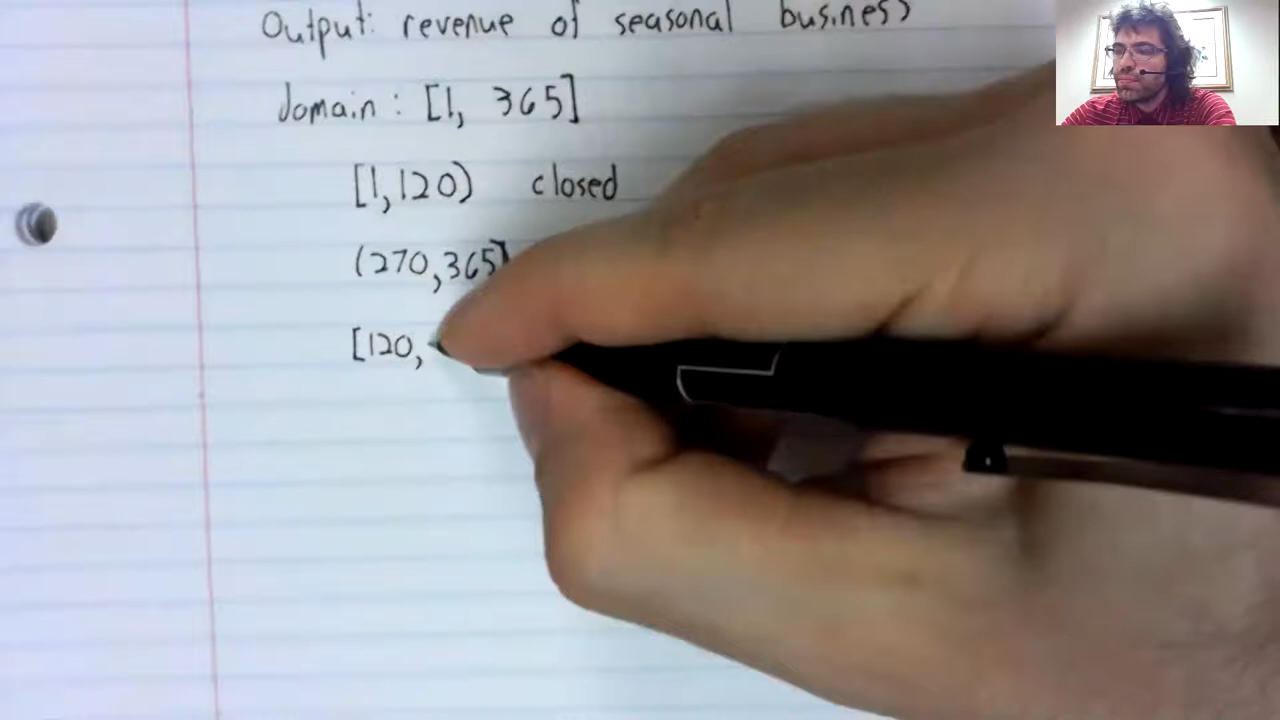 Output: revenue of seasonal business
domain: [1, 365]
[1,120) closed
(270,365]
[120,